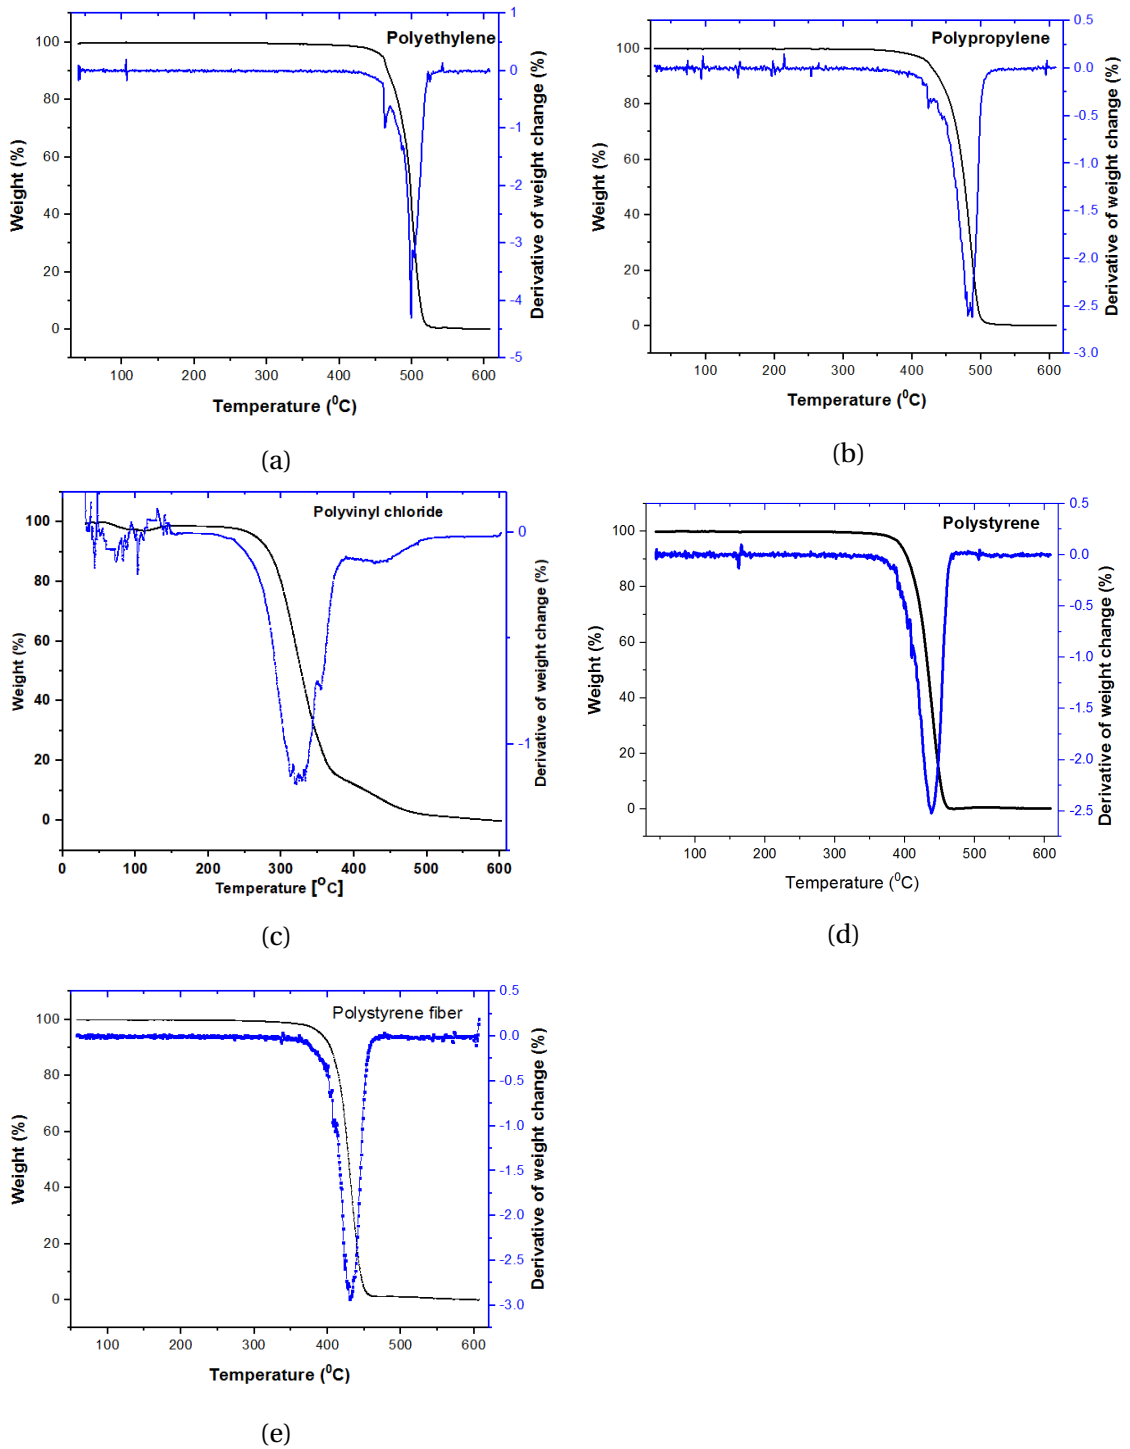 Polyethylene
Weight (%)
100
80
60
40
20
0
1
0
-1
-2
-3
-4
-5
Derivative of weight change (%)
100 200 300 400 500 600
Temperature (⁰C)
(a)
Polypropylene
Weight (%)
100
80
60
40
20
0
0.5
0.0
-0.5
-1.0
-1.5
-2.0
-2.5
-3.0
Derivative of weight change (%)
100 200 300 400 500 600
Temperature (⁰C)
(b)
Polyvinyl chloride
Weight (%)
100
80
60
40
20
0
0
-1
Derivative of weight change (%)
0 100 200 300 400 500 600
Temperature [⁰C]
(c)
Polystyrene
Weight (%)
100
80
60
40
20
0
0.5
0.0
-0.5
-1.0
-1.5
-2.0
-2.5
Derivative of weight change (%)
100 200 300 400 500 600
Temperature (⁰C)
(d)
Polystyrene fiber
Weight (%)
100
80
60
40
20
0
0.5
0.0
-0.5
-1.0
-1.5
-2.0
-2.5
-3.0
Derivative of weight change (%)
100 200 300 400 500 600
Temperature (⁰C)
(e)